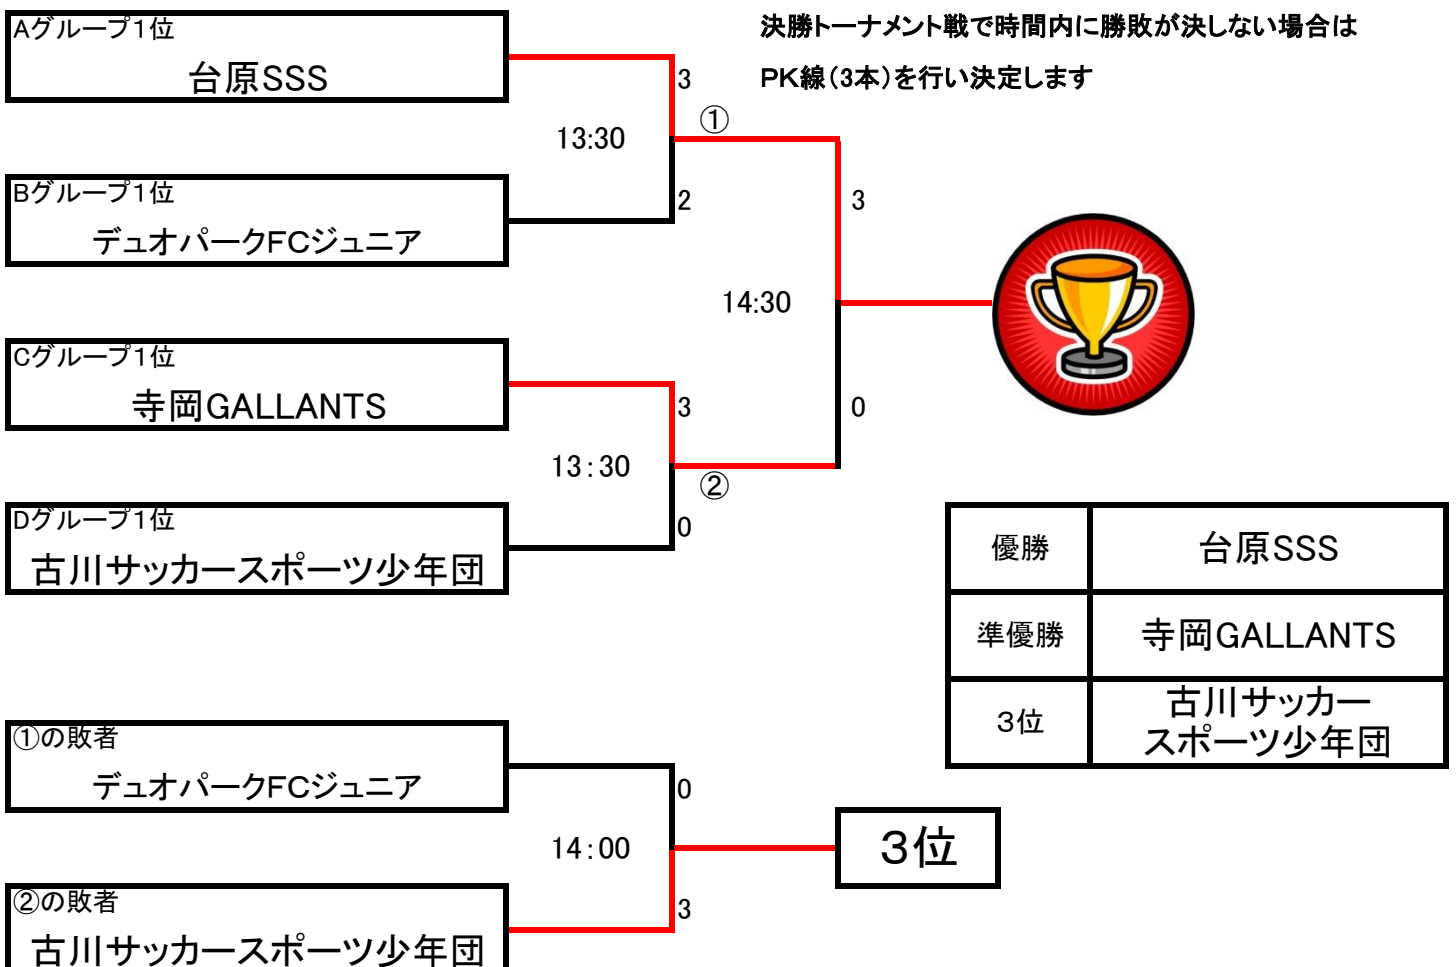 Aグループ1位
台原SSS
決勝トーナメント戦で時間内に勝敗が決しない場合は
PK線(3本)を行い決定します
3
①
13:30
Bグループ1位
デュオパークFCジュニア
2
3
14:30
Cグループ1位
寺岡GALLANTS
3
0
13:30
②
Dグループ1位
古川サッカースポーツ少年団
0
優勝
台原SSS
準優勝
寺岡GALLANTS
3位
古川サッカー
スポーツ少年団
①の敗者
デュオパークFCジュニア
0
14:00
3位
②の敗者
古川サッカースポーツ少年団
3